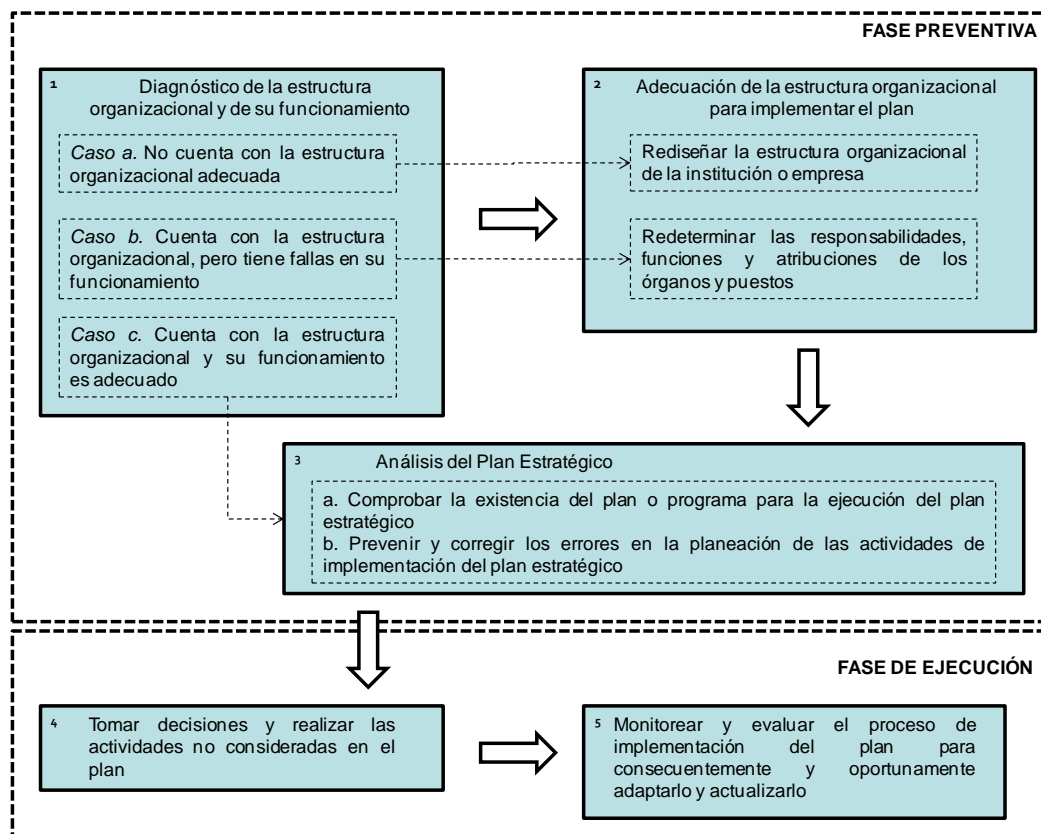 FASE PREVENTIVA
1 Diagnóstico de la estructura
organizacional y de su funcionamiento
Caso a. No cuenta con la estructura
organizacional adecuada
Caso b. Cuenta con la estructura
organizacional, pero tiene fallas en su
funcionamiento
Caso c. Cuenta con la estructura
organizacional y su funcionamiento
es adecuado
2 Adecuación de la estructura organizacional
para implementar el plan
Rediseñar la estructura organizacional
de la institución o empresa
Redeterminar las responsabilidades,
funciones y atribuciones de los
órganos y puestos
3 Análisis del Plan Estratégico
a. Comprobar la existencia del plan o programa para la ejecución del plan
estratégico
b. Prevenir y corregir los errores en la planeación de las actividades de
implementación del plan estratégico
FASE DE EJECUCIÓN
4 Tomar decisiones y realizar las
actividades no consideradas en el
plan
5 Monitorear y evaluar el proceso de
implementación del plan para
consecuentemente y oportunamente
adaptarlo y actualizarlo